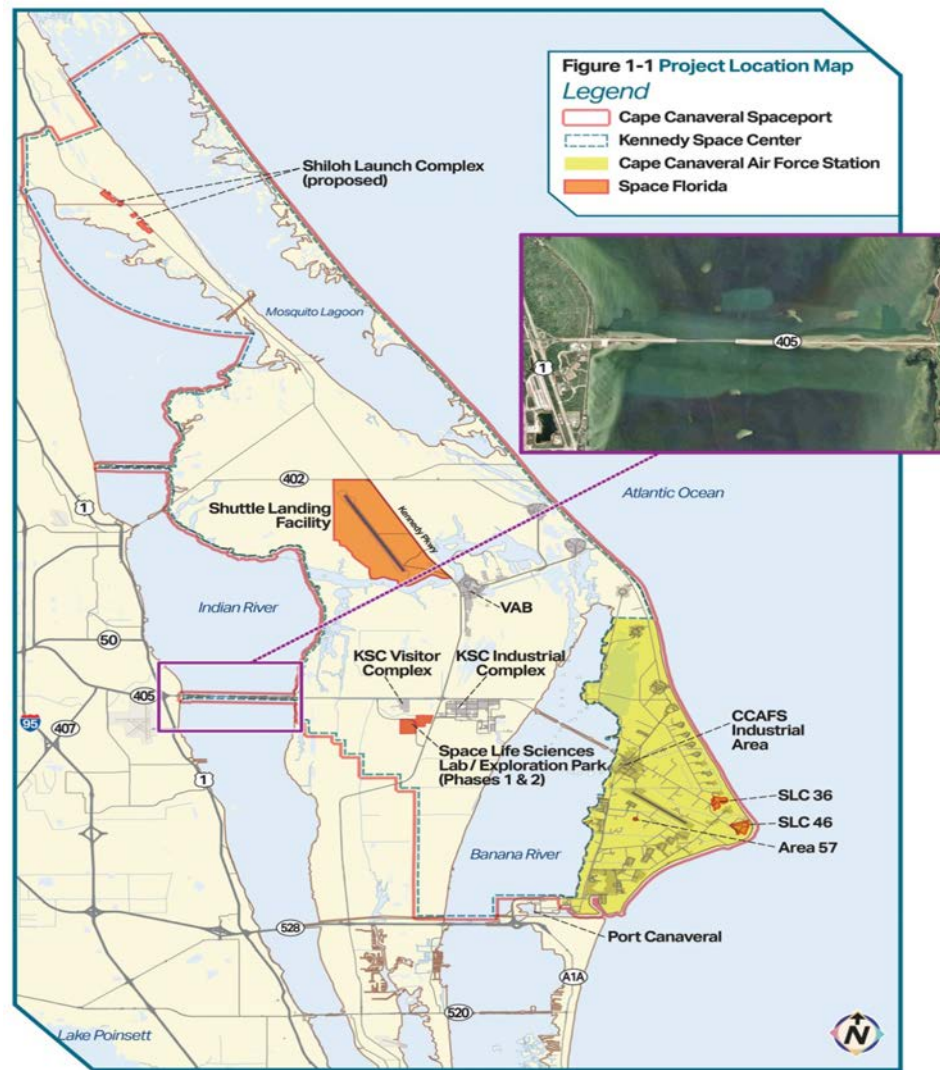 Figure 1-1 Project Location Map
Legend
Cape Canaveral Spaceport
Kennedy Space Center
Cape Canaveral Air Force Station
Space Florida
Shiloh Launch Complex
(proposed)
Mosquito Lagoon
405
1
402
Shuttle Landing
Facility
Kennedy Pkwy
Atlantic Ocean
1
Indian River
VAB
50
KSC Visitor
Complex
KSC Industrial
Complex
405
95
407
Space Life Sciences
Lab / Exploration Park
(Phases 1 & 2)
CCAFS
Industrial
Area
1
SLC 36
SLC 46
Area 57
Banana River
528
Port Canaveral
A1A
520
Lake Poinsett
N